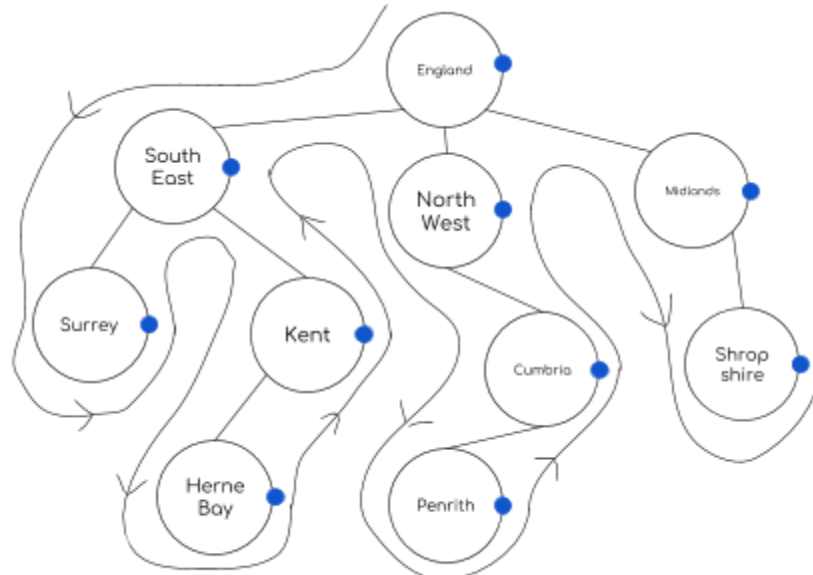 England
South
East
North
West
Midlands
Surrey
Kent
Cumbria
Shrop
shire
Herne
Bay
Penrith